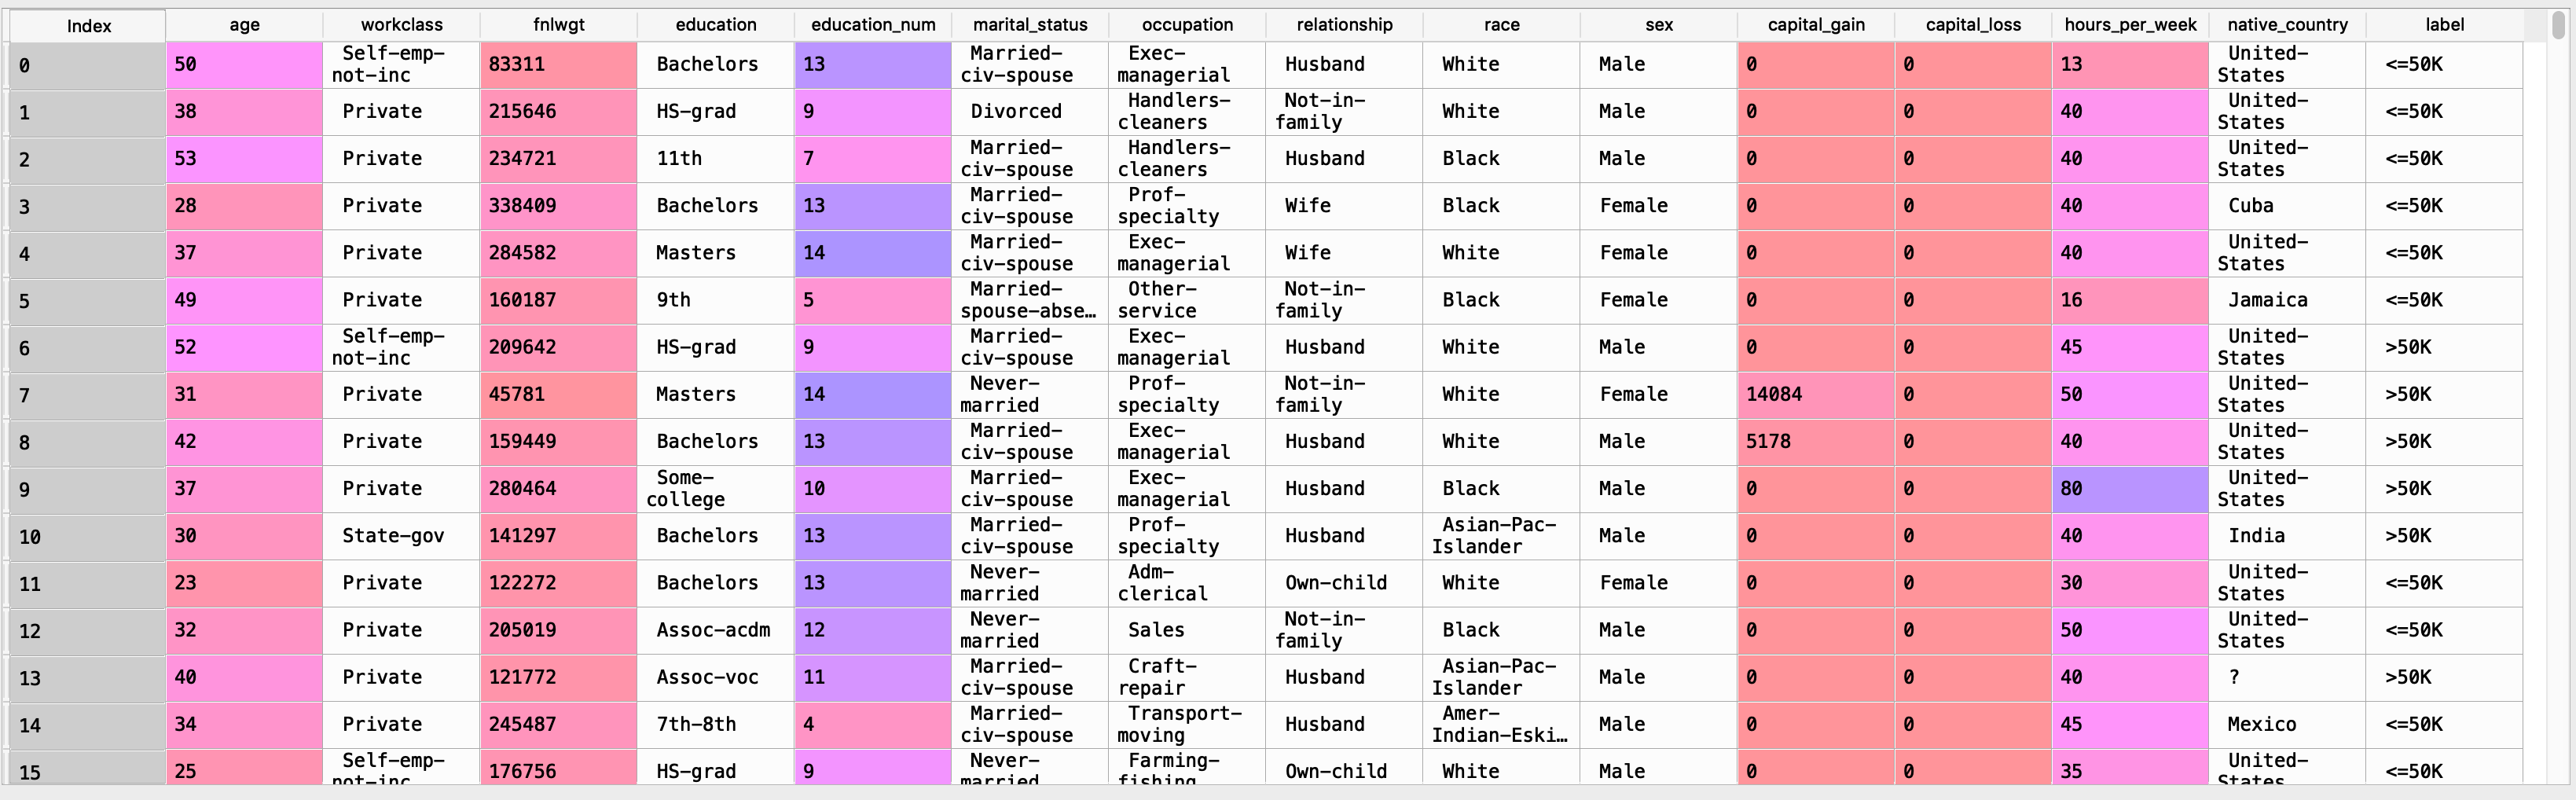 Index age workclass fnlwgt education education_num marital_status occupation relationship race sex capital_gain capital_loss hours_per_week native_country label
0 50 Self-emp-not-inc 83311 Bachelors 13 Married-civ-spouse Exec-managerial Husband White Male 0 0 13 United-States <=50K
1 38 Private 215646 HS-grad 9 Divorced Handlers-cleaners Not-in-family White Male 0 0 40 United-States <=50K
2 53 Private 234721 11th 7 Married-civ-spouse Handlers-cleaners Husband Black Male 0 0 40 United-States <=50K
3 28 Private 338409 Bachelors 13 Married-civ-spouse Prof-specialty Wife Black Female 0 0 40 Cuba <=50K
4 37 Private 284582 Masters 14 Married-civ-spouse Exec-managerial Wife White Female 0 0 40 United-States <=50K
5 49 Private 160187 9th 5 Married-spouse-abse… Other-service Not-in-family Black Female 0 0 16 Jamaica <=50K
6 52 Self-emp-not-inc 209642 HS-grad 9 Married-civ-spouse Exec-managerial Husband White Male 0 0 45 United-States >50K
7 31 Private 45781 Masters 14 Never-married Prof-specialty Not-in-family White Female 14084 0 50 United-States >50K
8 42 Private 159449 Bachelors 13 Married-civ-spouse Exec-managerial Husband White Male 5178 0 40 United-States >50K
9 37 Private 280464 Some-college 10 Married-civ-spouse Exec-managerial Husband Black Male 0 0 80 United-States >50K
10 30 State-gov 141297 Bachelors 13 Married-civ-spouse Prof-specialty Husband Asian-Pac-Islander Male 0 0 40 India >50K
11 23 Private 122272 Bachelors 13 Never-married Adm-clerical Own-child White Female 0 0 30 United-States <=50K
12 32 Private 205019 Assoc-acdm 12 Never-married Sales Not-in-family Black Male 0 0 50 United-States <=50K
13 40 Private 121772 Assoc-voc 11 Married-civ-spouse Craft-repair Husband Asian-Pac-Islander Male 0 0 40 ? >50K
14 34 Private 245487 7th-8th 4 Married-civ-spouse Transport-moving Husband Amer-Indian-Eski… Male 0 0 45 Mexico <=50K
15 25 Self-emp-not-inc 176756 HS-grad 9 Never-married Farming-fishing Own-child White Male 0 0 35 United-States <=50K